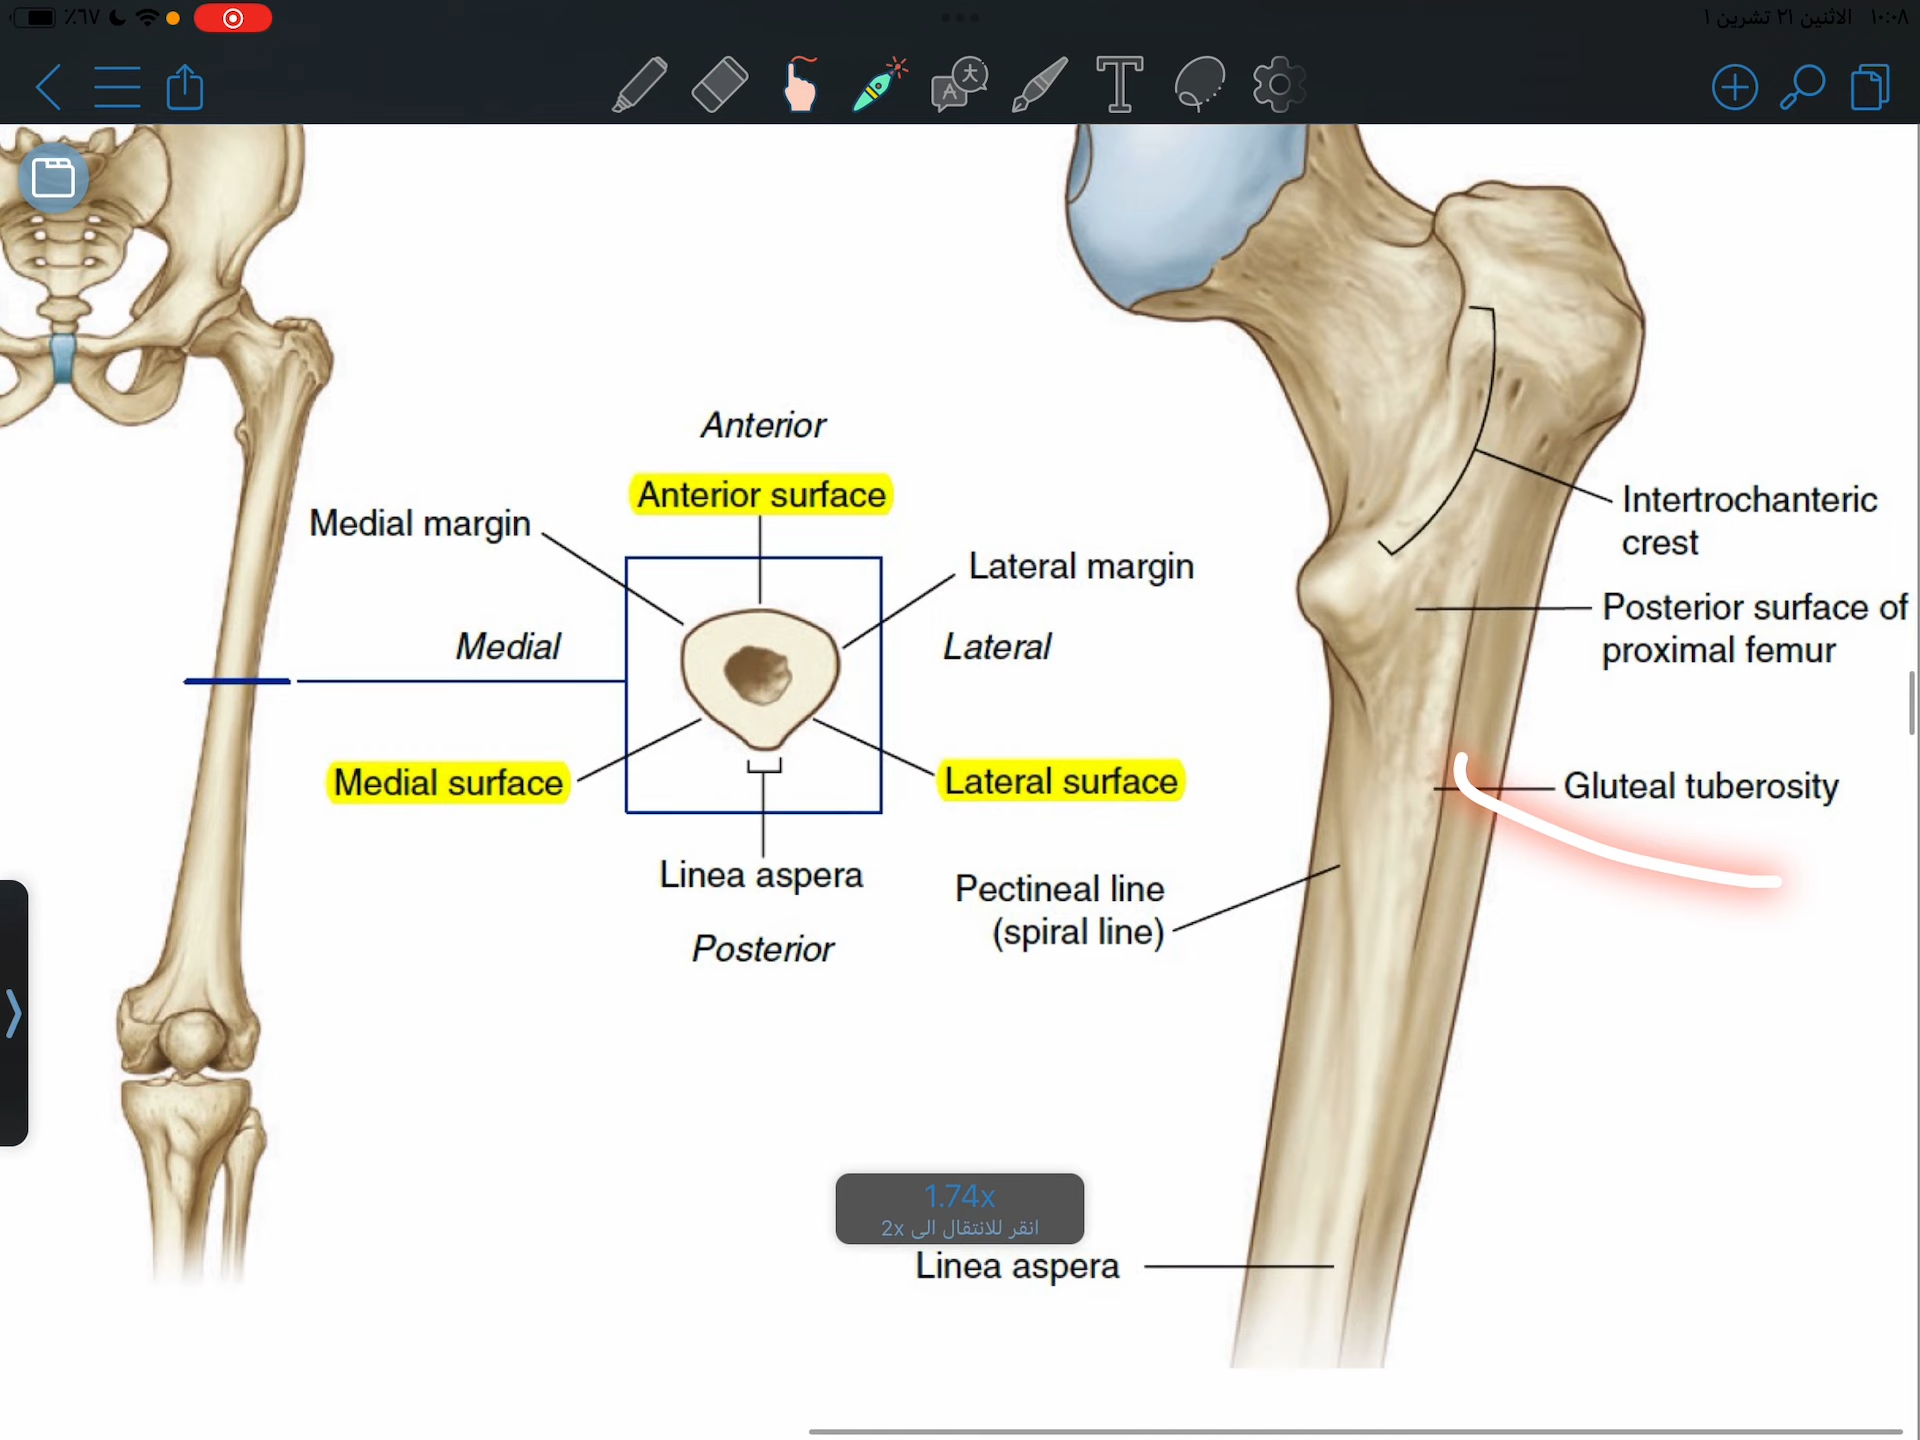 ٪٦٧
١٠:٠٨ الاثنين ٢١ تشرين ١
Anterior
Anterior surface
Medial margin
Lateral margin
Medial
Lateral
Medial surface
Lateral surface
Linea aspera
Posterior
Intertrochanteric
crest
Posterior surface of
proximal femur
Gluteal tuberosity
Pectineal line
(spiral line)
1.74x
انقر للانتقال الى 2x
Linea aspera